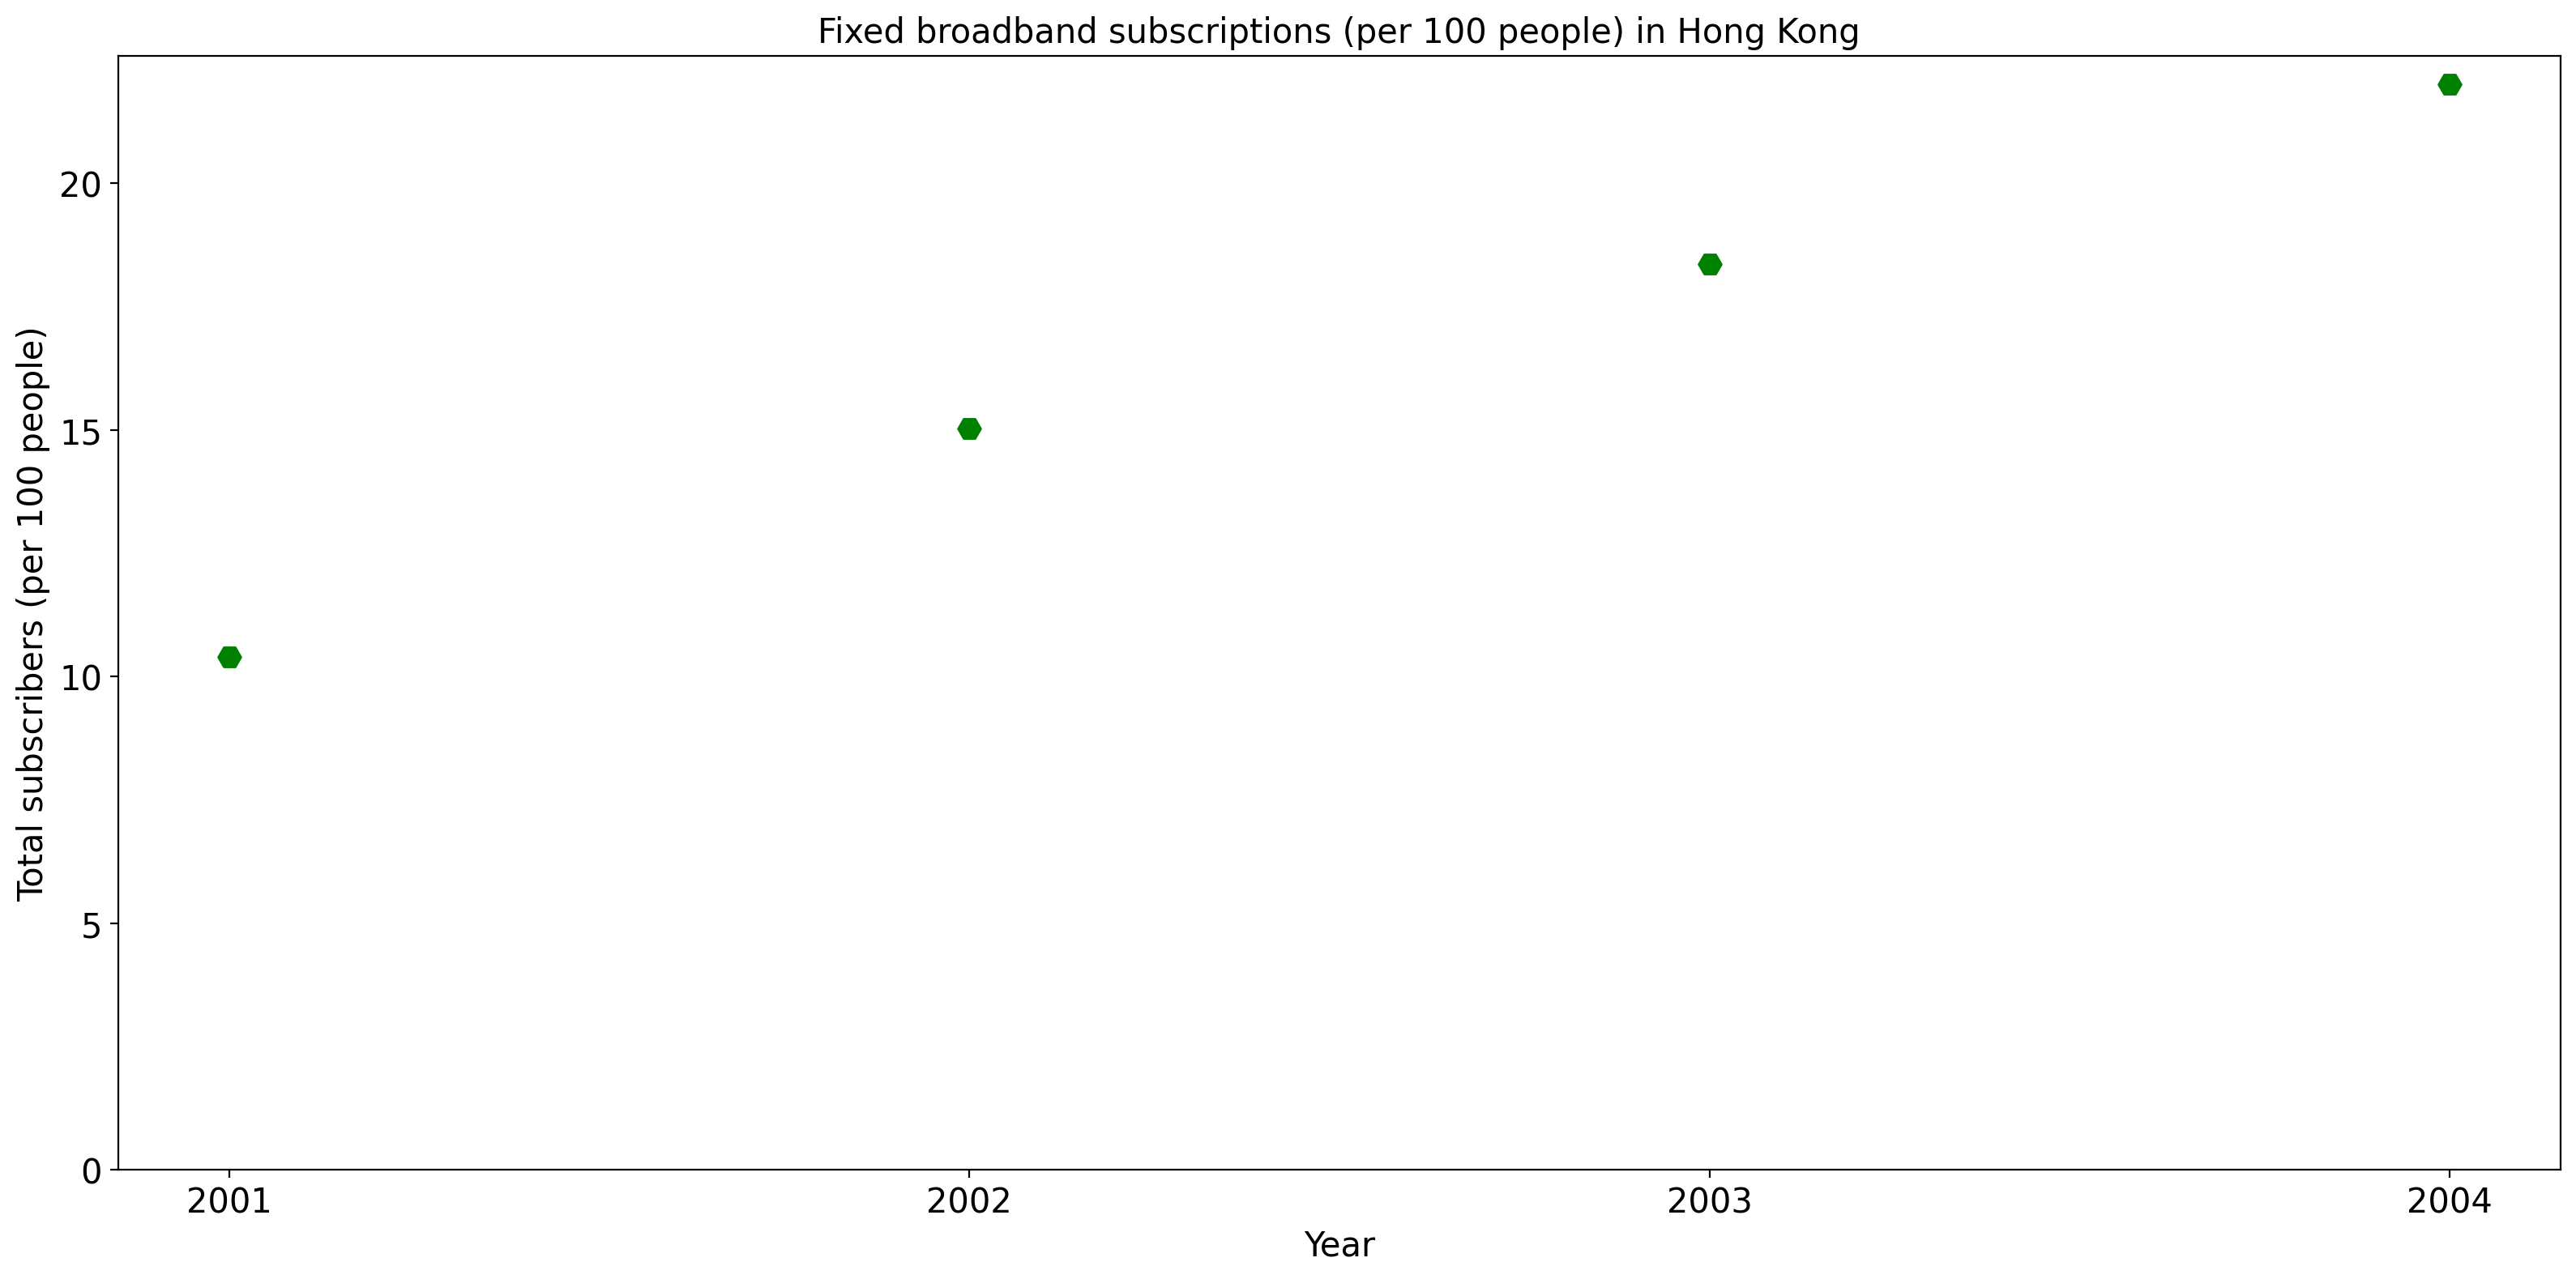 Fixed broadband subscriptions (per 100 people) in Hong Kong
Total subscribers (per 100 people)
20
15
10
5
0
2001 2002 2003 2004
Year